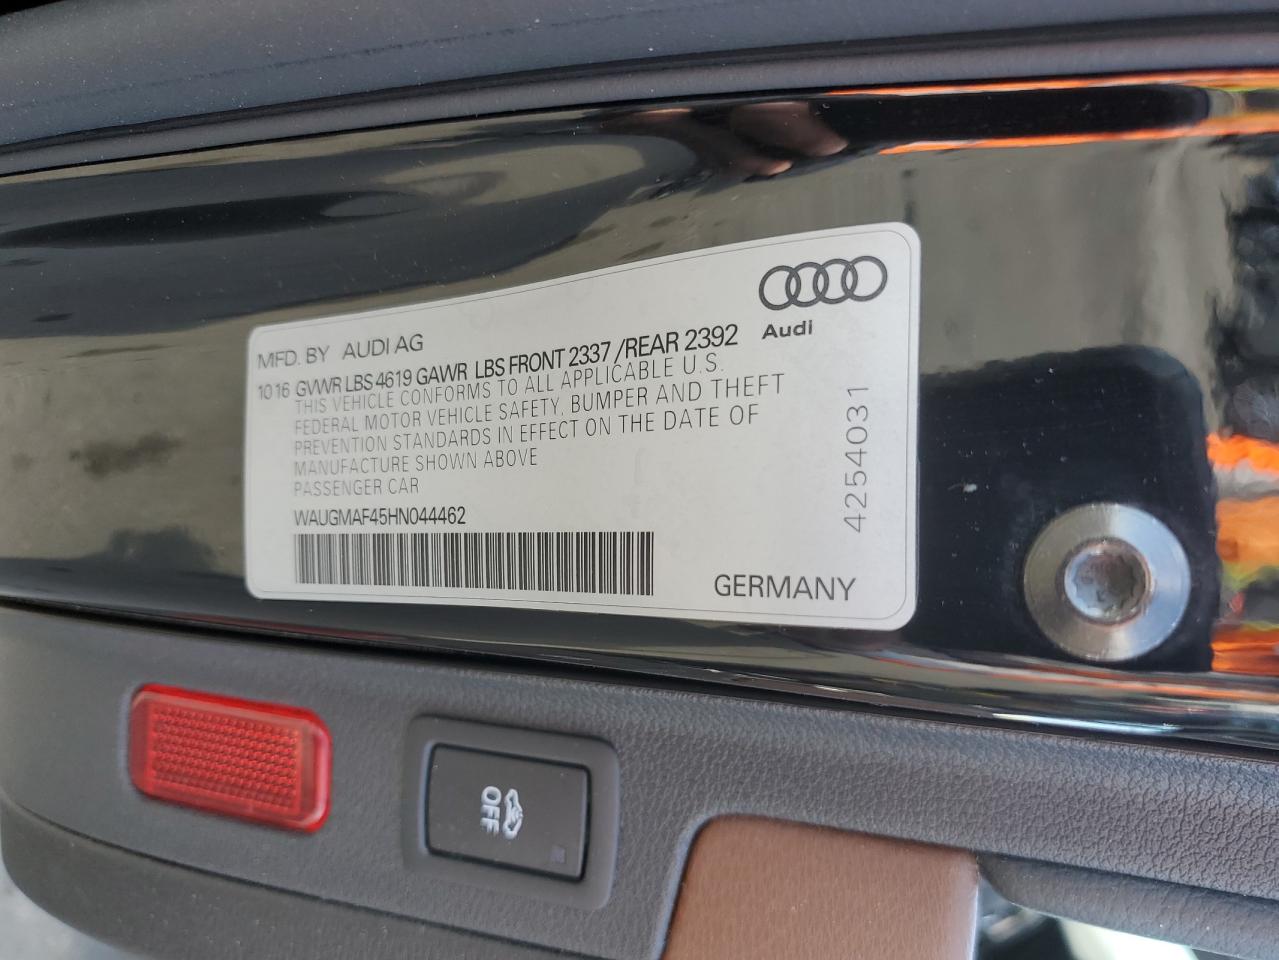 MFD. BY AUDI AG
10 16 GVWR LBS 4619 GAWR LBS FRONT 2337 /REAR 2392
THIS VEHICLE CONFORMS TO ALL APPLICABLE U.S.
FEDERAL MOTOR VEHICLE SAFETY, BUMPER AND THEFT
PREVENTION STANDARDS IN EFFECT ON THE DATE OF
MANUFACTURE SHOWN ABOVE
PASSENGER CAR
WAUGMAF45HN044462
Audi
4254031
GERMANY
OFF